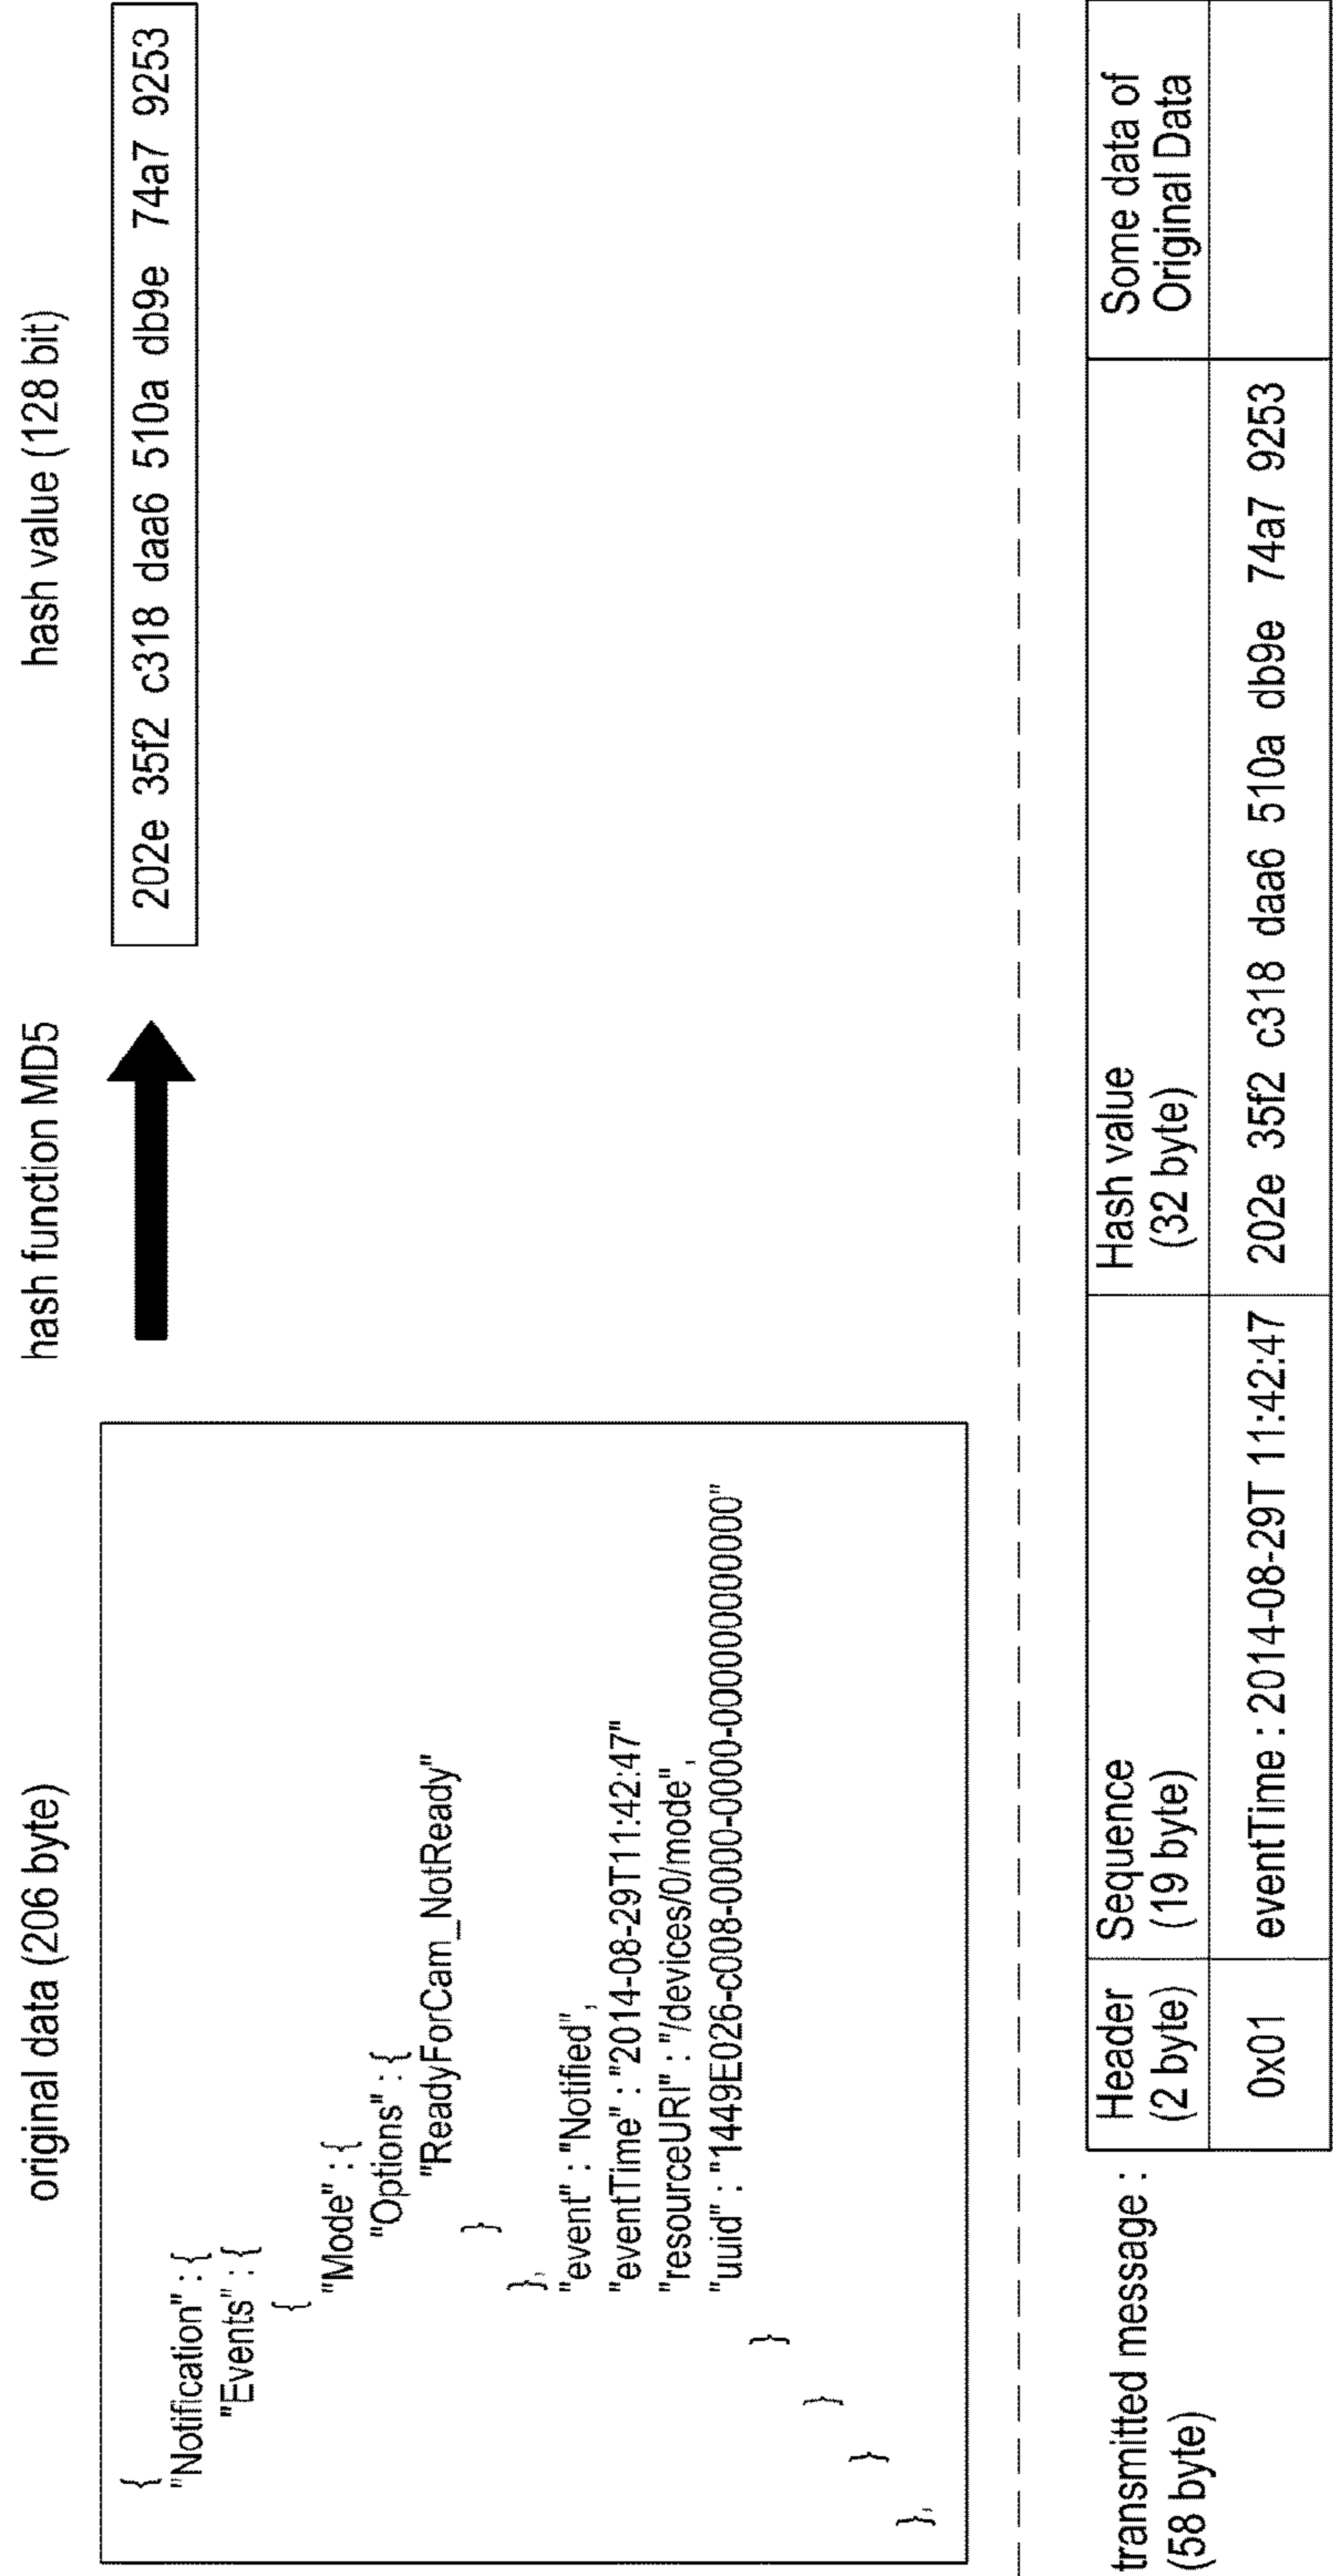 original data (206 byte)
hash function MD5
hash value (128 bit)
{
"Notification" : {
"Events" : {
{
"Mode" : {
"Options" : {
"ReadyForCam_NotReady"
}
},
"event" : "Notified",
"eventTime" : "2014-08-29T11:42:47"
"resourceURI" : "/devices/0/mode",
"uuid" : "1449E026-c008-0000-0000-000000000000"
}
}
}
},
202e 35f2 c318 daa6 510a db9e 74a7 9253
transmitted message :
(58 byte)
Header
(2 byte)
Sequence
(19 byte)
Hash value
(32 byte)
Some data of
Original Data
0x01
eventTime : 2014-08-29T 11:42:47
202e 35f2 c318 daa6 510a db9e 74a7 9253